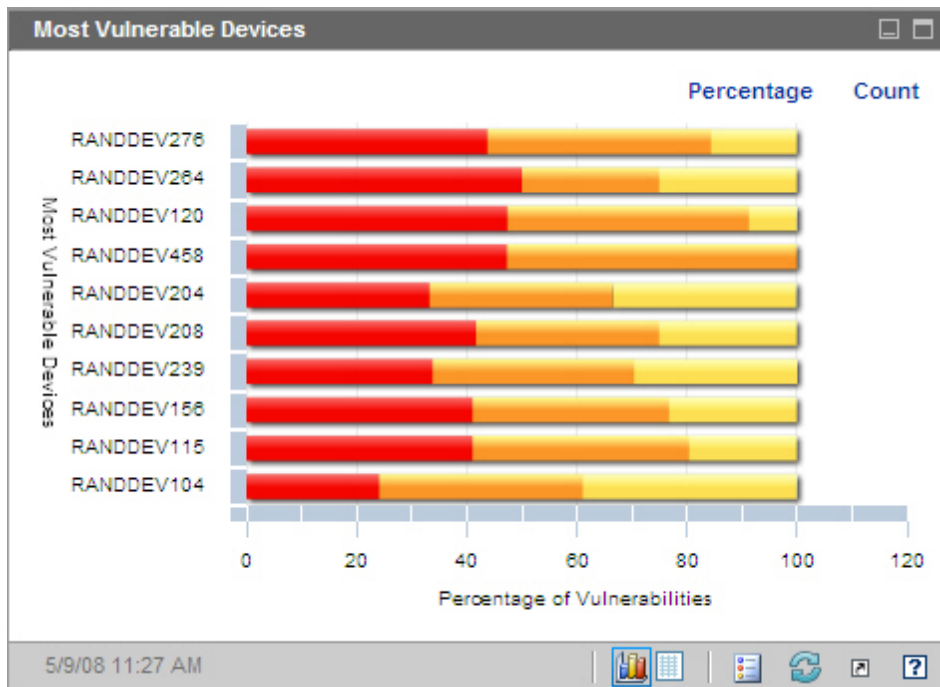 Most Vulnerable Devices
Percentage Count
Most Vulnerable Devices
RANDDEV276
RANDDEV264
RANDDEV120
RANDDEV458
RANDDEV204
RANDDEV208
RANDDEV239
RANDDEV156
RANDDEV115
RANDDEV104
0 20 40 60 80 100 120
Percentage of Vulnerabilities
5/9/08 11:27 AM
?